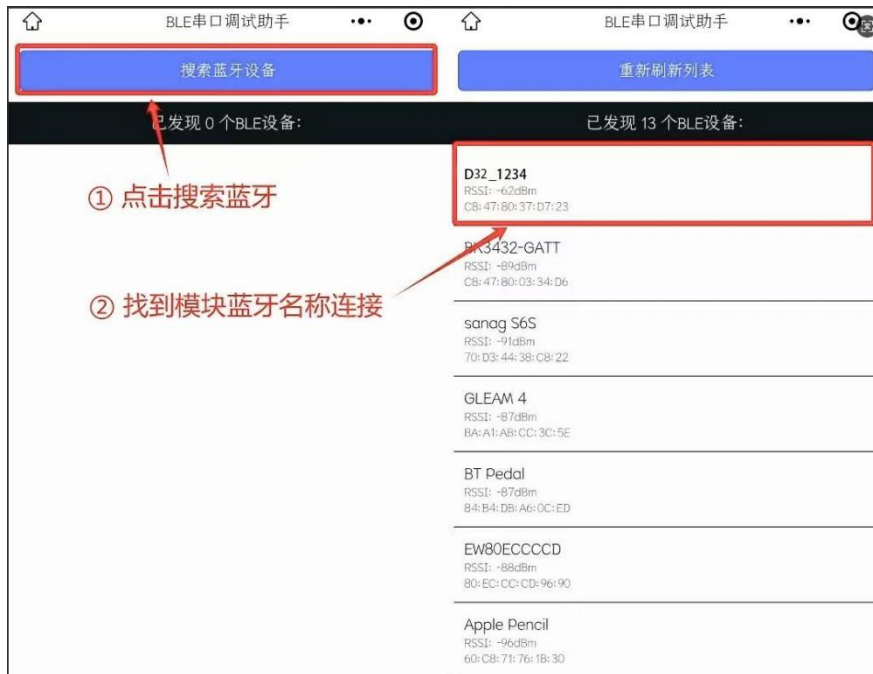 BLE串口调试助手
搜索蓝牙设备
已发现 0 个BLE设备:
① 点击搜索蓝牙
② 找到模块蓝牙名称连接
BLE串口调试助手
重新刷新列表
已发现 13 个BLE设备:
D32_1234
RSSI: -62dBm
C8:47:80:37:D7:23
BK3432-GATT
RSSI: -89dBm
C8:47:80:03:34:D6
sanag S6S
RSSI: -91dBm
70:D3:44:38:C8:22
GLEAM 4
RSSI: -87dBm
BA:A1:AB:CC:3C:5E
BT Pedal
RSSI: -87dBm
84:B4:DB:A6:0C:ED
EW80ECCCCD
RSSI: -88dBm
80:EC:CC:CD:96:90
Apple Pencil
RSSI: -96dBm
60:C8:71:76:1B:30